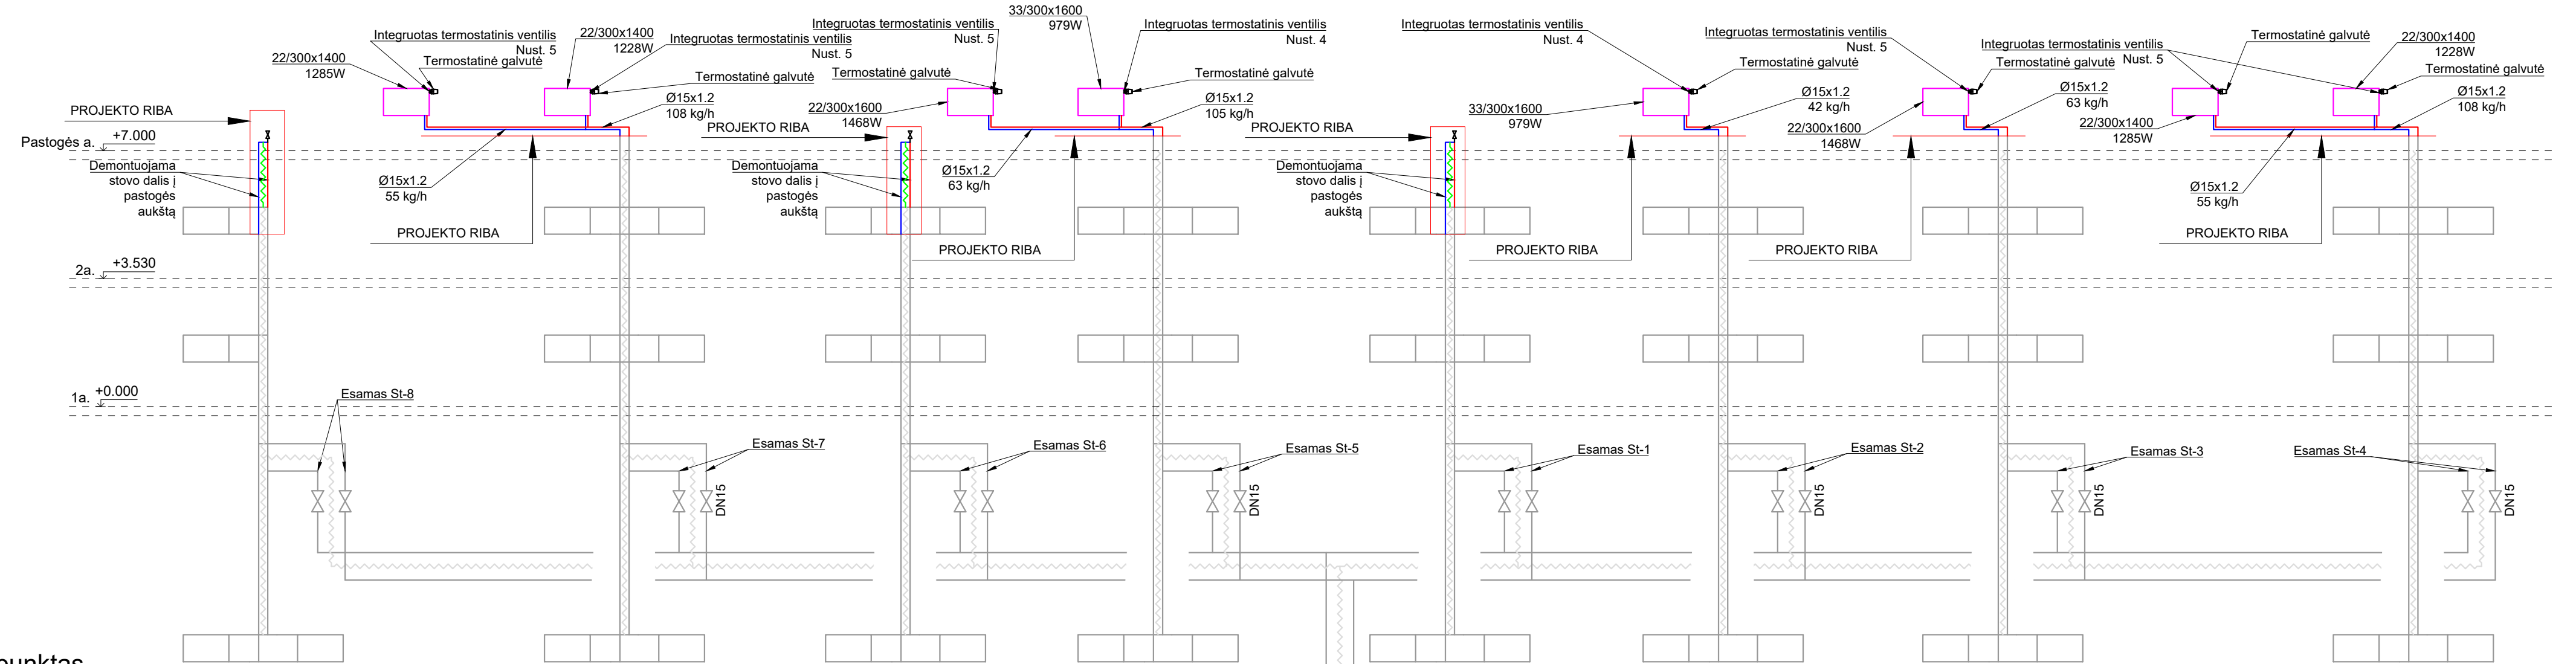 PROJEKTO RIBA
Pastogės a.
+7.000
Demontuojama
stovo dalis į
pastogės
aukštą
2a.
+3.530
1a.
+0.000
Esamas St-8
22/300x1400
1285W
Integruotas termostatinis ventilis
Nust. 5
Termostatinė galvutė
22/300x1400
1228W
Integruotas termostatinis ventilis
Nust. 5
Termostatinė galvutė
Ø15x1.2
108 kg/h
Ø15x1.2
55 kg/h
PROJEKTO RIBA
Esamas St-7
DN15
PROJEKTO RIBA
Demontuojama
stovo dalis į
pastogės
aukštą
Esamas St-6
Integruotas termostatinis ventilis
Nust. 5
Termostatinė galvutė
22/300x1600
1468W
33/300x1600
979W
Integruotas termostatinis ventilis
Nust. 4
Termostatinė galvutė
Ø15x1.2
105 kg/h
Ø15x1.2
63 kg/h
PROJEKTO RIBA
Esamas St-5
DN15
PROJEKTO RIBA
Demontuojama
stovo dalis į
pastogės
aukštą
Esamas St-1
Integruotas termostatinis ventilis
Nust. 4
Termostatinė galvutė
33/300x1600
979W
Ø15x1.2
42 kg/h
PROJEKTO RIBA
Esamas St-2
DN15
Integruotas termostatinis ventilis
Nust. 5
Termostatinė galvutė
22/300x1600
1468W
Ø15x1.2
63 kg/h
PROJEKTO RIBA
Esamas St-3
DN15
Integruotas termostatinis ventilis
Nust. 5
Termostatinė galvutė
22/300x1400
1285W
22/300x1400
1228W
Termostatinė galvutė
Ø15x1.2
108 kg/h
Ø15x1.2
55 kg/h
PROJEKTO RIBA
Esamas St-4
DN15